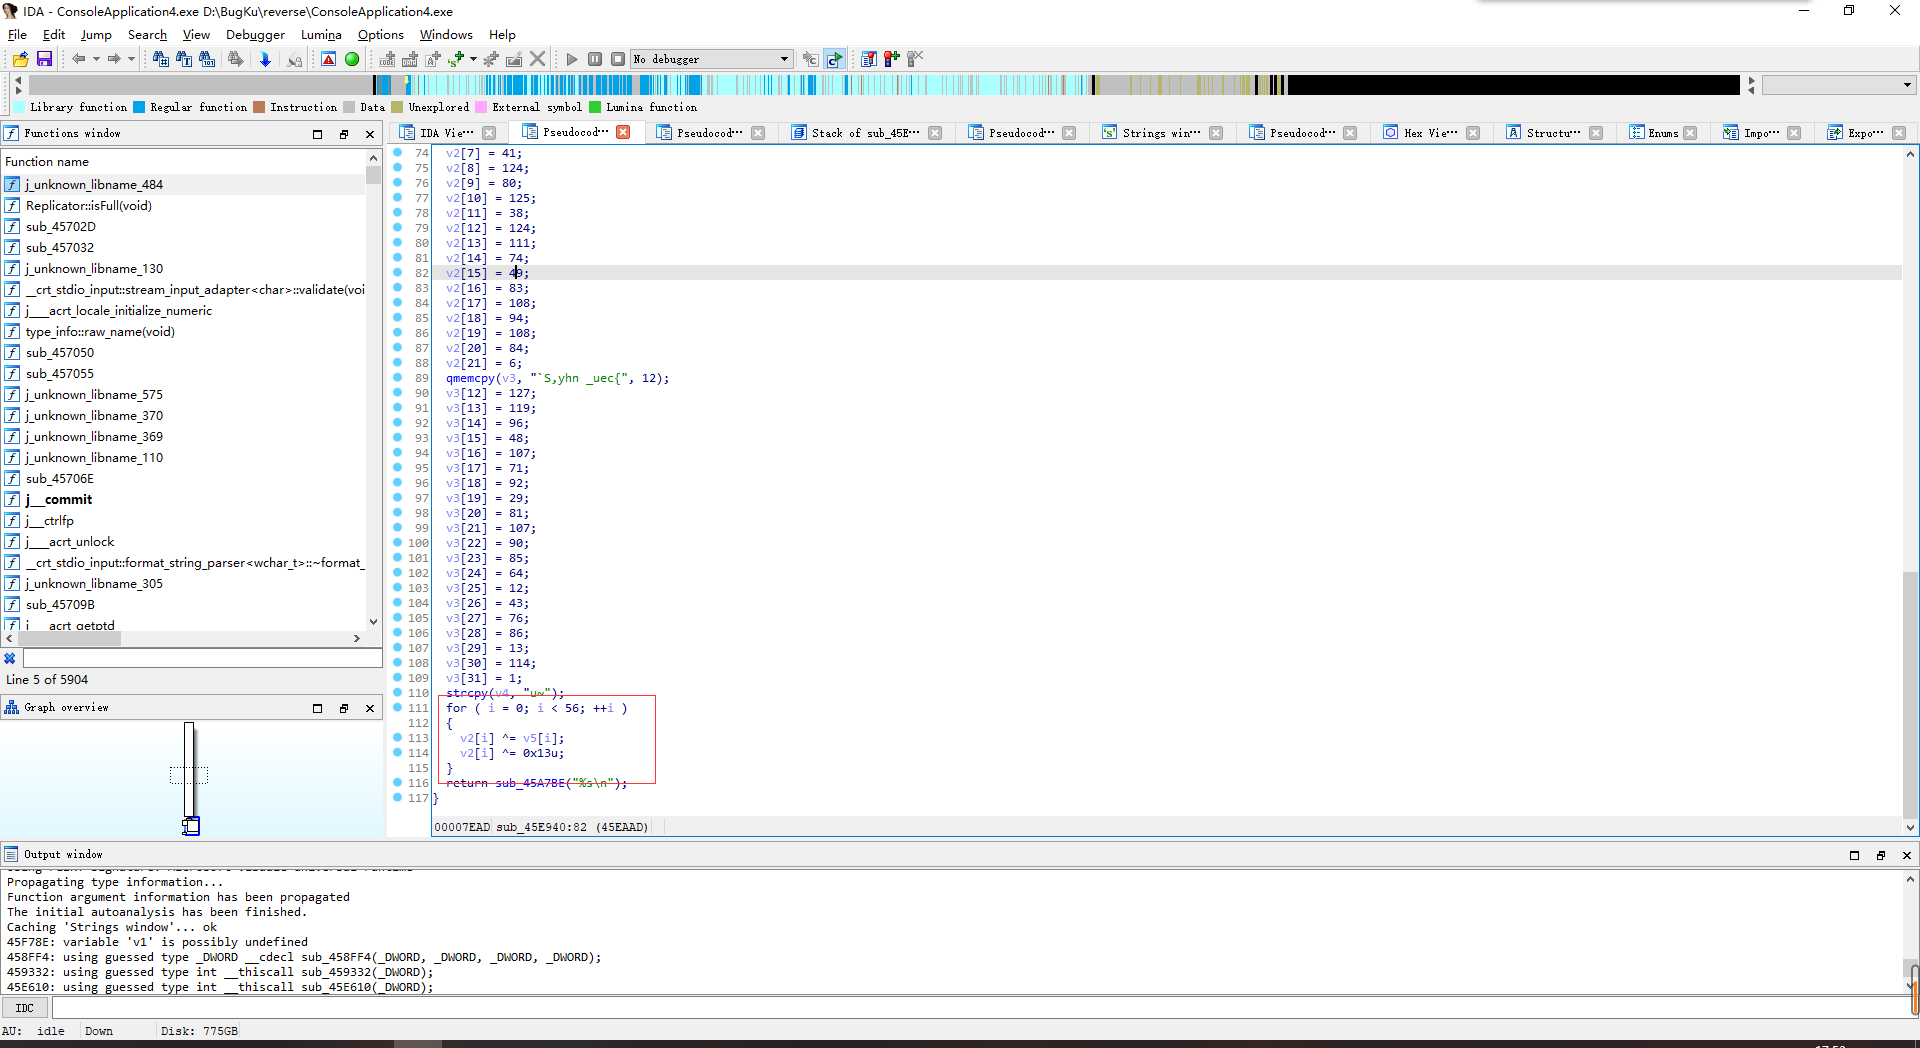 IDA - ConsoleApplication4.exe D:\BugKu\reverse\ConsoleApplication4.exe
File Edit Jump Search View Debugger Lumina Options Windows Help
No debugger
Library function Regular function Instruction Data Unexplored External symbol Lumina function
Functions window
Function name
j_unknown_libname_484
Replicator::isFull(void)
sub_45702D
sub_457032
j_unknown_libname_130
__crt_stdio_input::stream_input_adapter<char>::validate(voi
j___acrt_locale_initialize_numeric
type_info::raw_name(void)
sub_457050
sub_457055
j_unknown_libname_575
j_unknown_libname_370
j_unknown_libname_369
j_unknown_libname_110
sub_45706E
j__commit
j__ctrlfp
j___acrt_unlock
__crt_stdio_input::format_string_parser<wchar_t>::~format_
j_unknown_libname_305
sub_45709B
j___acrt_getptd
Line 5 of 5904
Graph overview
IDA Vie··· Pseudocod··· Pseudocod··· Stack of sub_45E··· Pseudocod··· Strings win··· Pseudocod··· Hex Vie··· Structu··· Enums Impo··· Expo···
74 v2[7] = 41;
75 v2[8] = 124;
76 v2[9] = 80;
77 v2[10] = 125;
78 v2[11] = 38;
79 v2[12] = 124;
80 v2[13] = 111;
81 v2[14] = 74;
82 v2[15] = 49;
83 v2[16] = 83;
84 v2[17] = 108;
85 v2[18] = 94;
86 v2[19] = 108;
87 v2[20] = 84;
88 v2[21] = 6;
89 qmemcpy(v3, "`S,yhn _uec{", 12);
90 v3[12] = 127;
91 v3[13] = 119;
92 v3[14] = 96;
93 v3[15] = 48;
94 v3[16] = 107;
95 v3[17] = 71;
96 v3[18] = 92;
97 v3[19] = 29;
98 v3[20] = 81;
99 v3[21] = 107;
100 v3[22] = 90;
101 v3[23] = 85;
102 v3[24] = 64;
103 v3[25] = 12;
104 v3[26] = 43;
105 v3[27] = 76;
106 v3[28] = 86;
107 v3[29] = 13;
108 v3[30] = 114;
109 v3[31] = 1;
110 strcpy(v4, "u~");
111 for ( i = 0; i < 56; ++i )
112 {
113 v2[i] ^= v5[i];
114 v2[i] ^= 0x13u;
115 }
116 return sub_45A7BE("%s\n");
117 }
00007EAD sub_45E940:82 (45EAAD)
Output window
Propagating type information...
Function argument information has been propagated
The initial autoanalysis has been finished.
Caching 'Strings window'... ok
45F78E: variable 'v1' is possibly undefined
458FF4: using guessed type _DWORD __cdecl sub_458FF4(_DWORD, _DWORD, _DWORD, _DWORD);
459332: using guessed type int __thiscall sub_459332(_DWORD);
45E610: using guessed type int __thiscall sub_45E610(_DWORD);
IDC
AU: idle Down Disk: 775GB